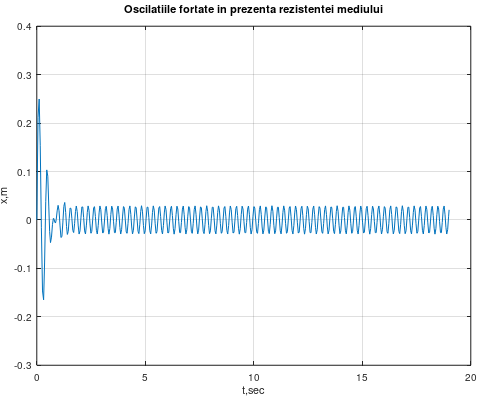 Oscilatiile fortate in prezenta rezistentei mediului
0.4
0.3
0.2
0.1
0
-0.1
-0.2
-0.3
x,m
0 5 10 15 20
t,sec